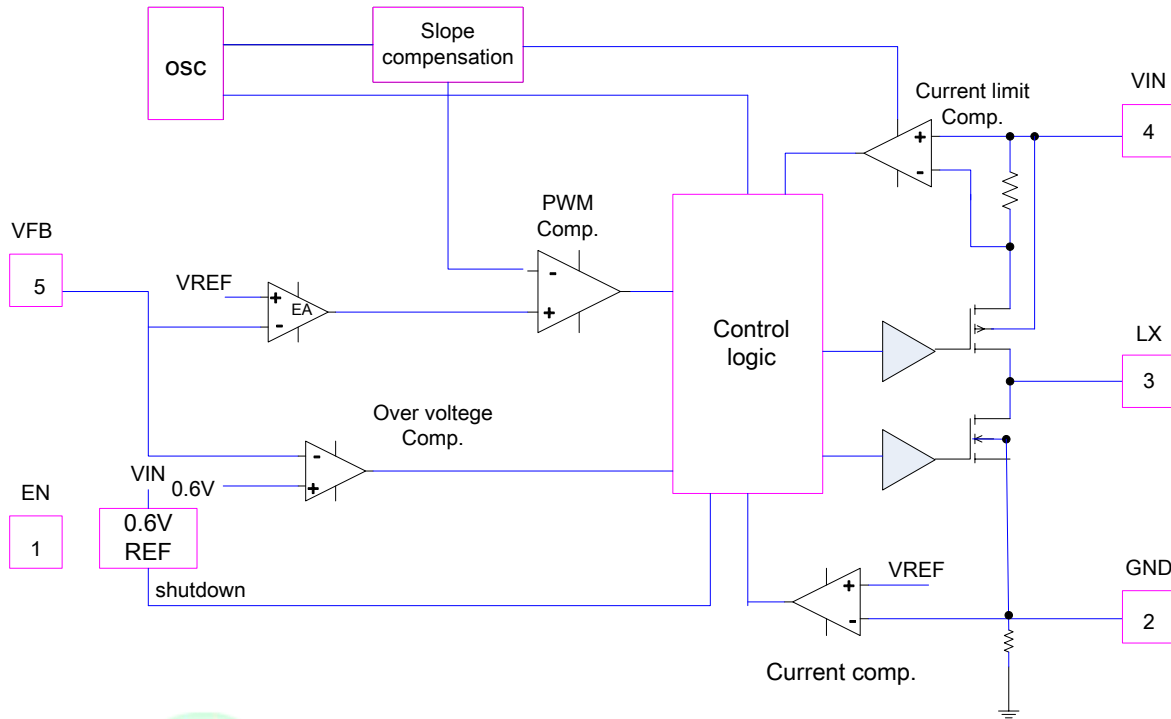 OSC
Slope
compensation
Current limit
Comp.
VIN
4
+
-
PWM
Comp.
VFB
5
VREF
+
-
EA
-
+
Control
logic
LX
3
Over voltege
Comp.
-
+
EN
1
VIN
0.6V
0.6V
REF
shutdown
VREF
+
-
GND
2
Current comp.